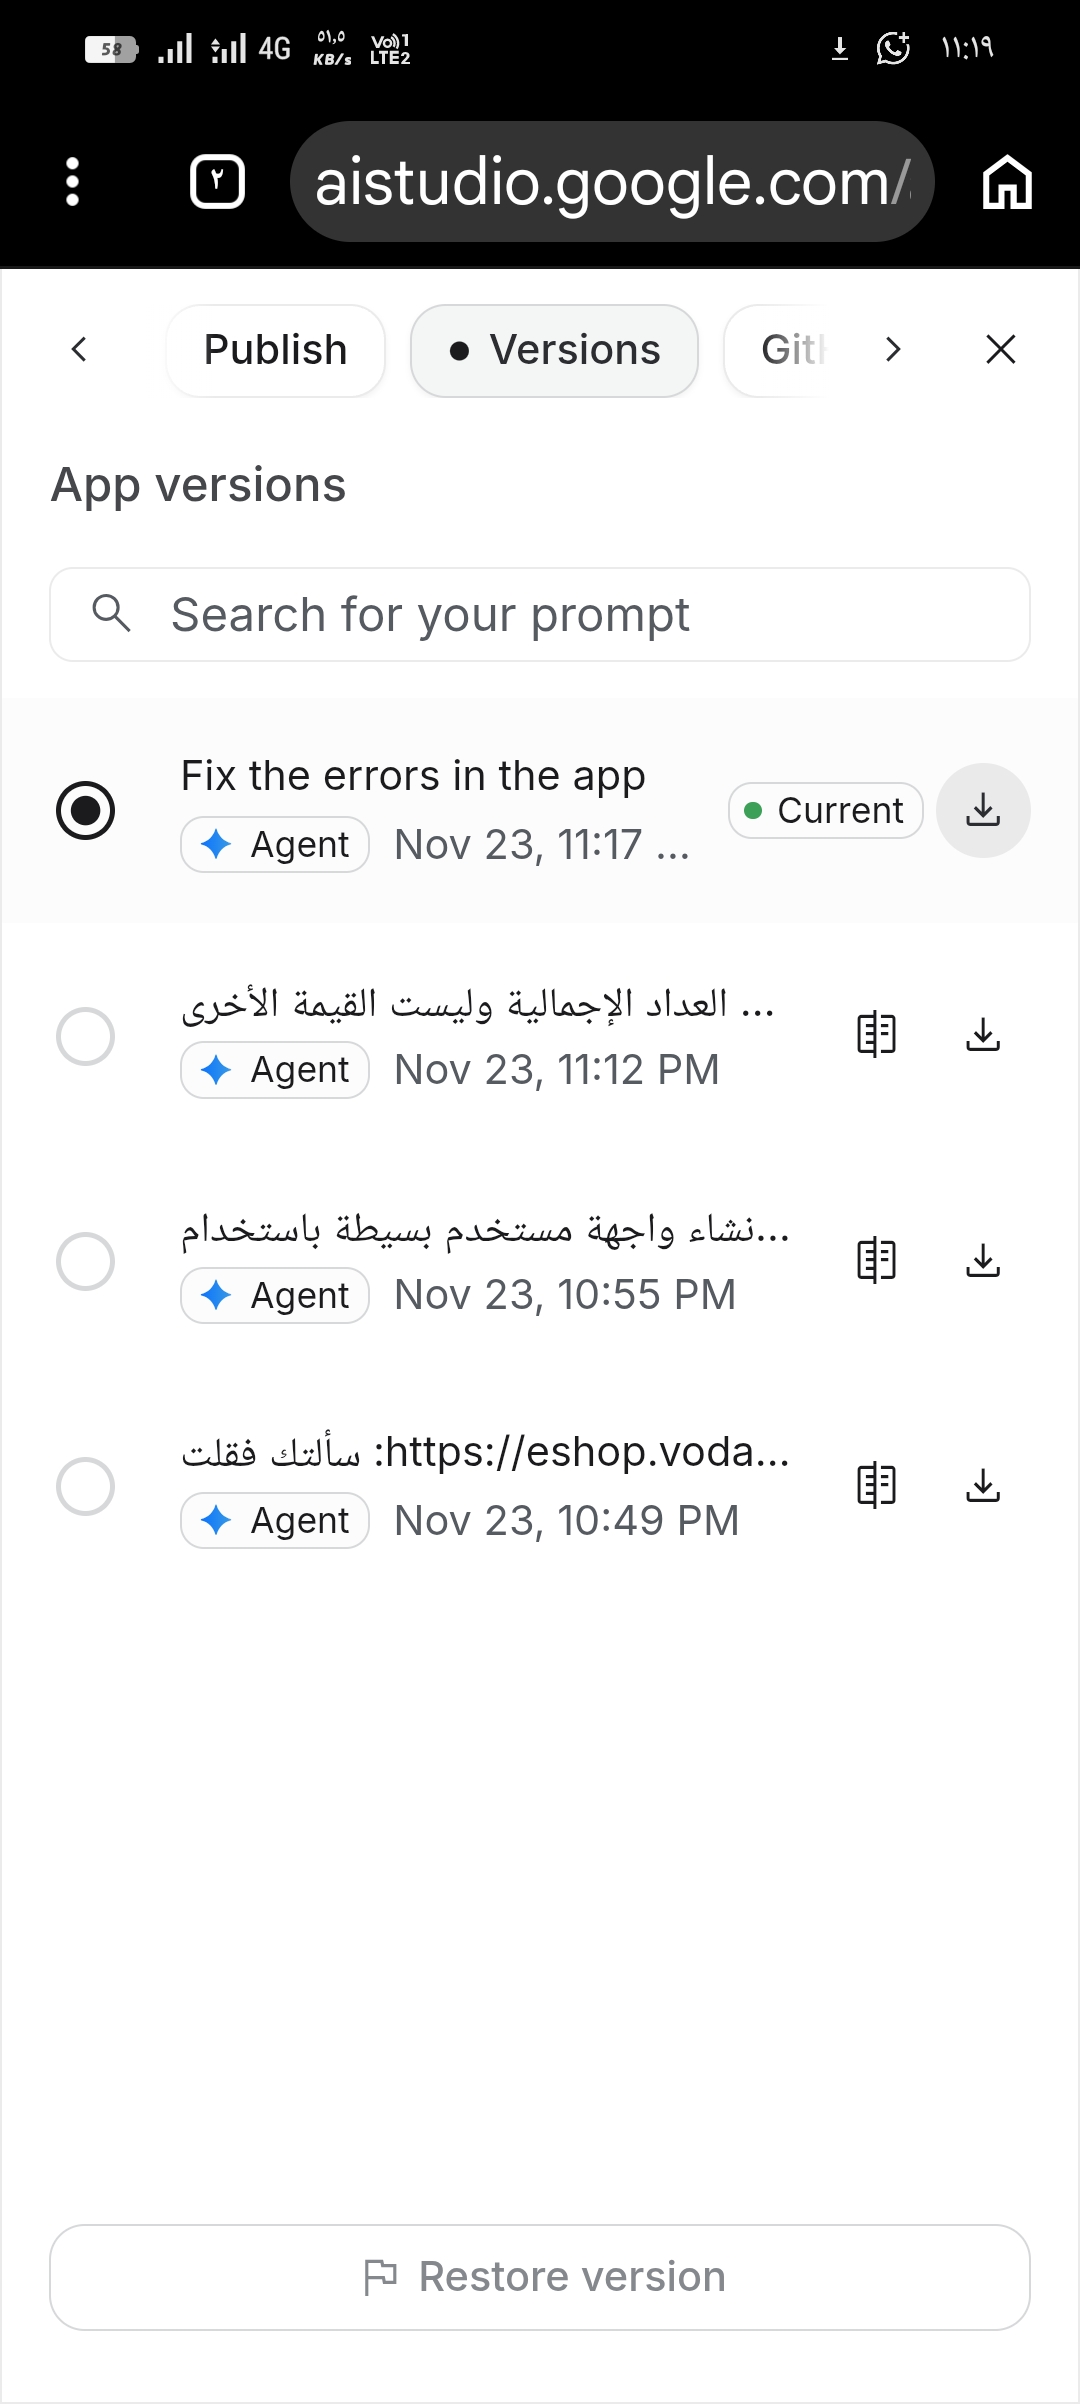 58 4G ٥١,٥ KB/s Vo)) 1 LTE2 ١١:١٩
٢ aistudio.google.com/
Publish Versions Git
App versions
Search for your prompt
Fix the errors in the app
Agent Nov 23, 11:17 ... Current
العداد الإجمالية وليست القيمة الأخرى ...
Agent Nov 23, 11:12 PM
نشاء واجهة مستخدم بسيطة باستخدام...
Agent Nov 23, 10:55 PM
سألتك فقلت :https://eshop.voda...
Agent Nov 23, 10:49 PM
Restore version